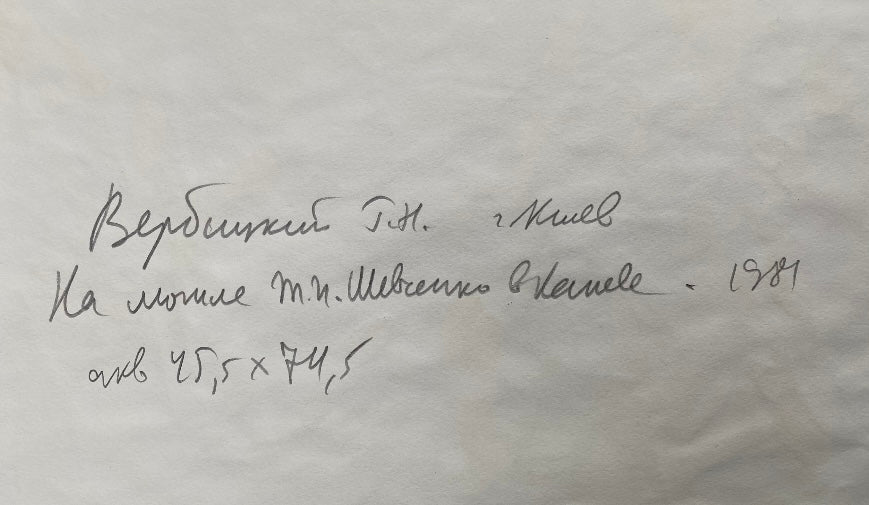 Вербицкий Г.Н. г Киев
На могиле Т.П. Шевченко в Каневе - 1981
акв 45,5 x 74,5